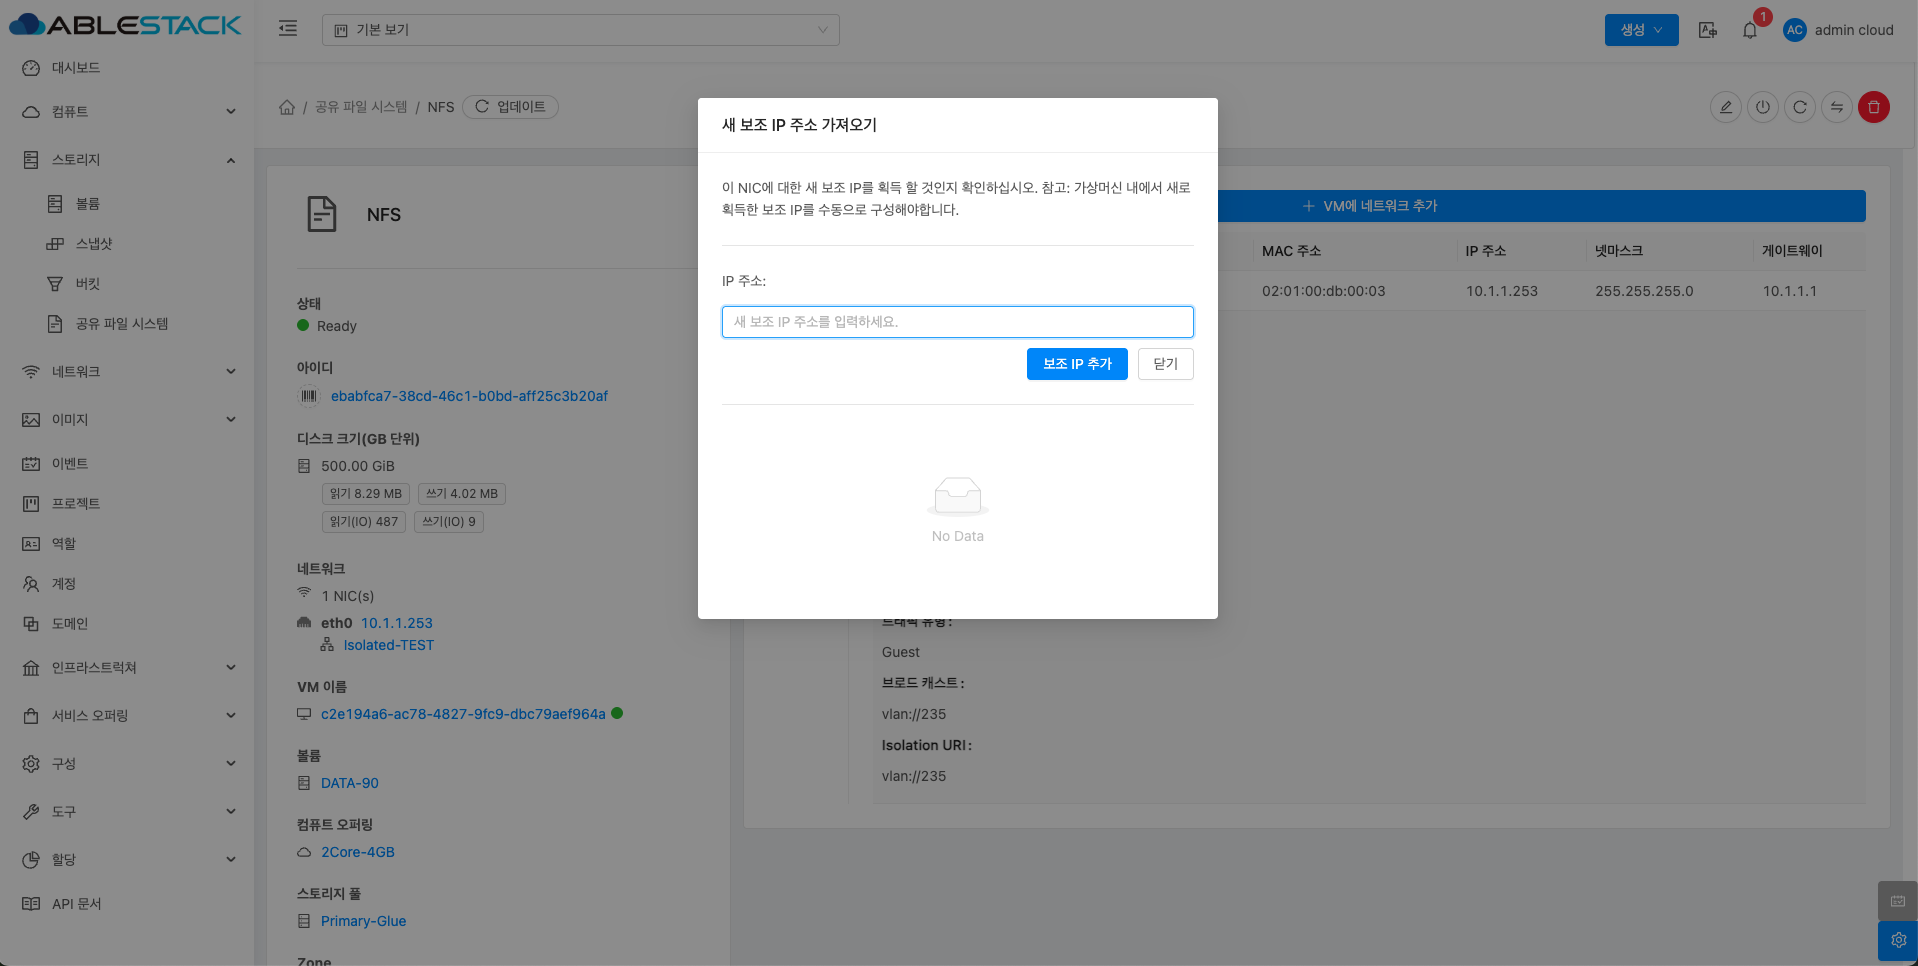 ABLESTACK
기본 보기
생성
1
AC
admin cloud
대시보드
컴퓨트
스토리지
볼륨
스냅샷
버킷
공유 파일 시스템
네트워크
이미지
이벤트
프로젝트
역할
계정
도메인
인프라스트럭쳐
서비스 오퍼링
구성
도구
할당
API 문서
/ 공유 파일 시스템 / NFS
업데이트
NFS
상태
Ready
아이디
ebabfca7-38cd-46c1-b0bd-aff25c3b20af
디스크 크기(GB 단위)
500.00 GiB
읽기 8.29 MB 쓰기 4.02 MB
읽기(IO) 487 쓰기(IO) 9
네트워크
1 NIC(s)
eth0 10.1.1.253
Isolated-TEST
VM 이름
c2e194a6-ac78-4827-9fc9-dbc79aef964a
볼륨
DATA-90
컴퓨트 오퍼링
2Core-4GB
스토리지 풀
Primary-Glue
Zone
새 보조 IP 주소 가져오기
이 NIC에 대한 새 보조 IP를 획득 할 것인지 확인하십시오. 참고: 가상머신 내에서 새로
획득한 보조 IP를 수동으로 구성해야합니다.
IP 주소:
새 보조 IP 주소를 입력하세요.
보조 IP 추가
닫기
No Data
+ VM에 네트워크 추가
MAC 주소 IP 주소 넷마스크 게이트웨이
02:01:00:db:00:03 10.1.1.253 255.255.255.0 10.1.1.1
트래픽 유형 :
Guest
브로드 캐스트 :
vlan://235
Isolation URI :
vlan://235